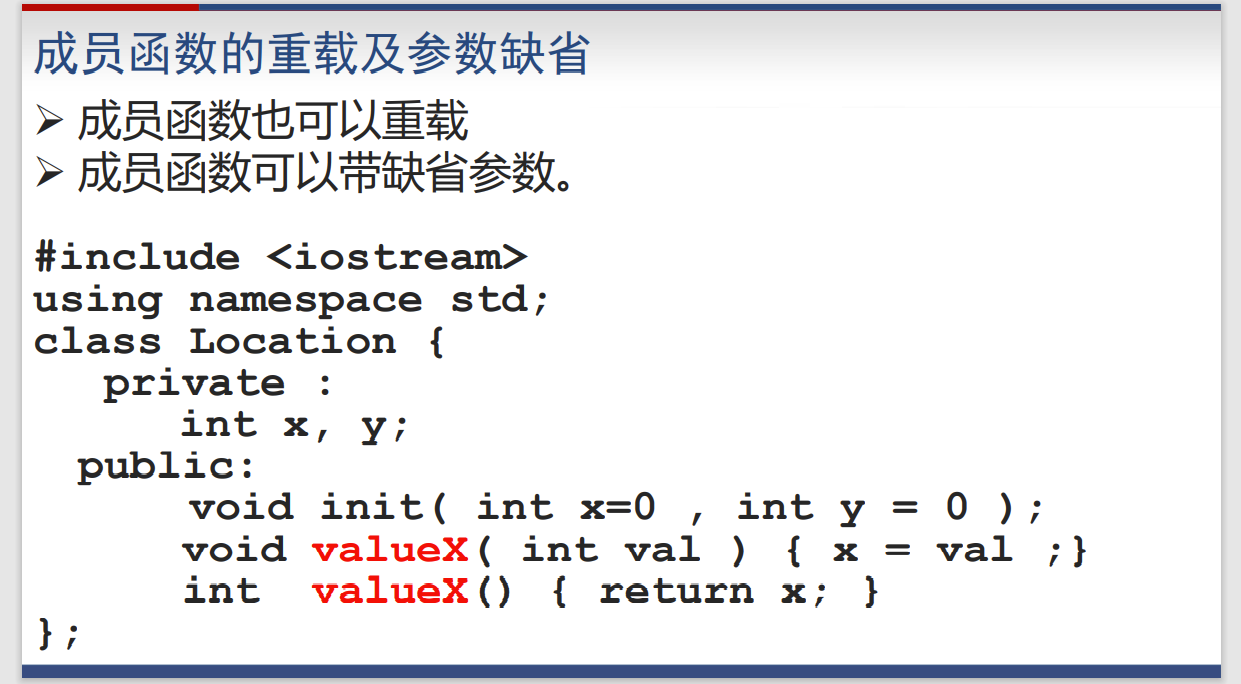 成员函数的重载及参数缺省
➢ 成员函数也可以重载
➢ 成员函数可以带缺省参数。
#include <iostream>
using namespace std;
class Location {
private :
int x, y;
public:
void init( int x=0 , int y = 0 );
void valueX( int val ) { x = val ;}
int valueX() { return x; }
};